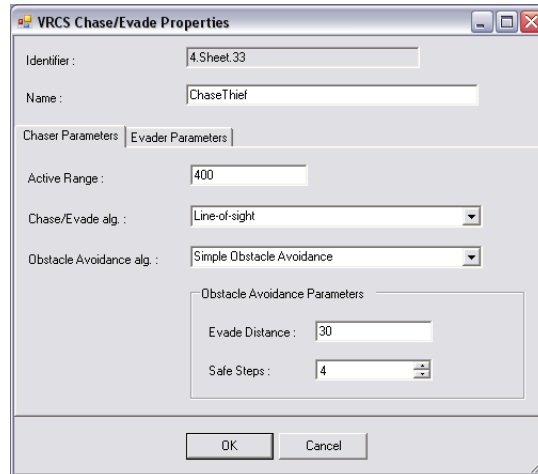 VRCS Chase/Evade Properties
Identifier : 4.Sheet.33
Name : ChaseThief
Chaser Parameters Evader Parameters
Active Range : 400
Chase/Evade alg. : Line-of-sight
Obstacle Avoidance alg. : Simple Obstacle Avoidance
Obstacle Avoidance Parameters
Evade Distance : 30
Safe Steps : 4
OK Cancel